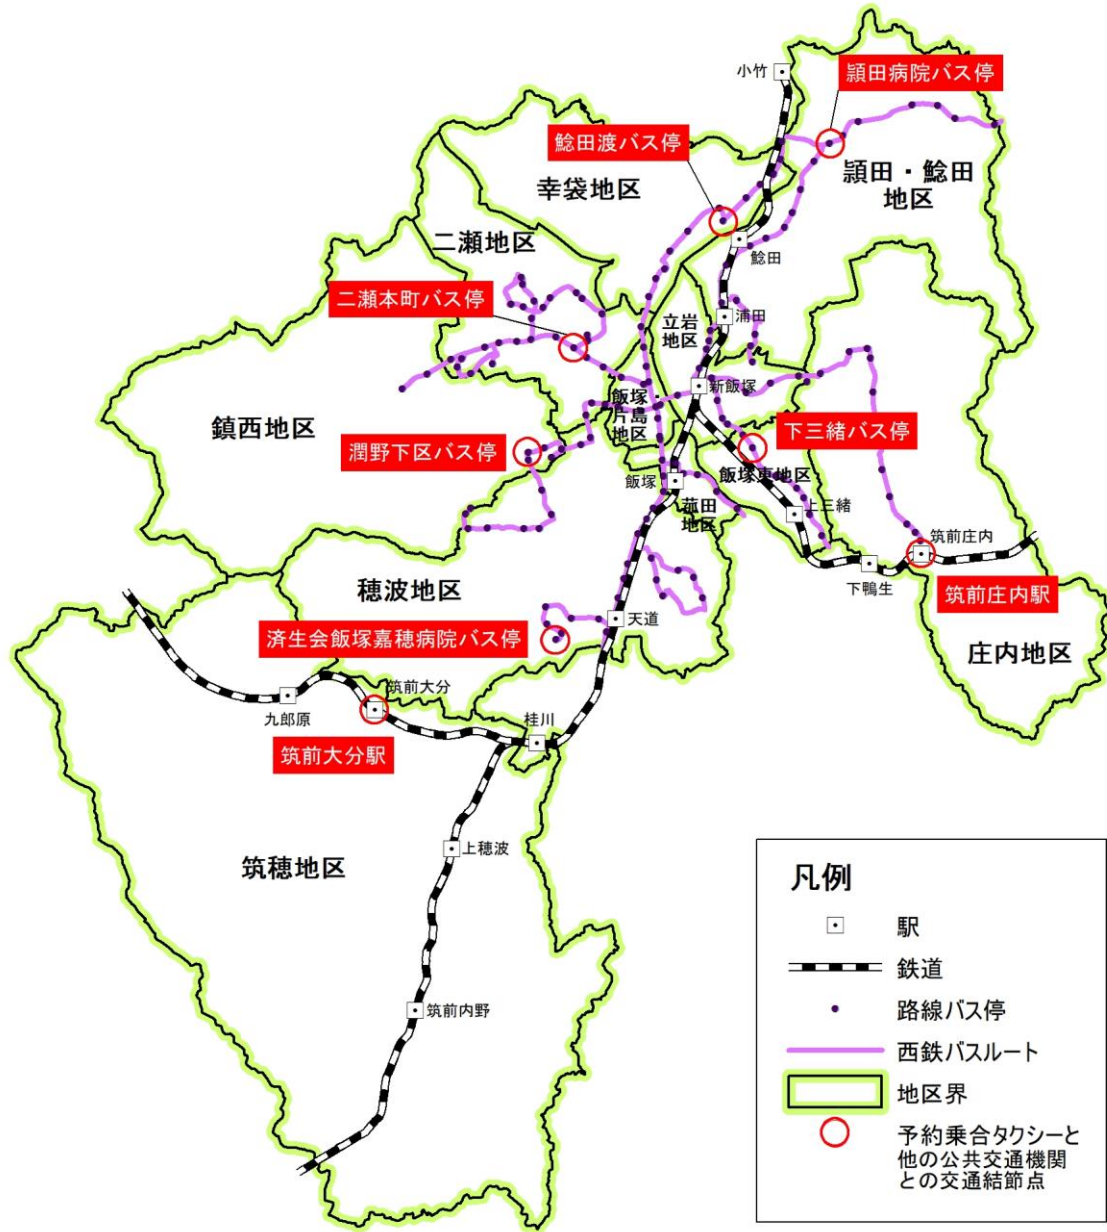 小竹
頴田病院バス停
鯰田渡バス停
頴田・鯰田
地区
幸袋地区
二瀬地区
鯰田
二瀬本町バス停
浦田
立岩
地区
新飯塚
飯塚・
片島
地区
鎮西地区
下三緒バス停
潤野下区バス停
飯塚東地区
飯塚
菰田
地区
上三緒
筑前庄内
下鴨生
筑前庄内駅
穂波地区
天道
済生会飯塚嘉穂病院バス停
庄内地区
筑前大分
九郎原
桂川
筑前大分駅
上穂波
筑穂地区
筑前内野
凡例
駅
鉄道
路線バス停
西鉄バスルート
地区界
予約乗合タクシーと
他の公共交通機関
との交通結節点